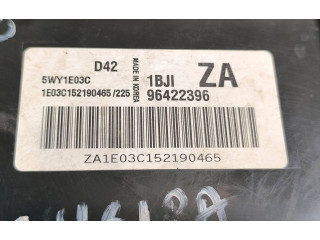 D42
5WY1E03C
1E03C152190465 /225
MADE IN KOREA
1BJI ZA
96422396
ZA1E03C152190465